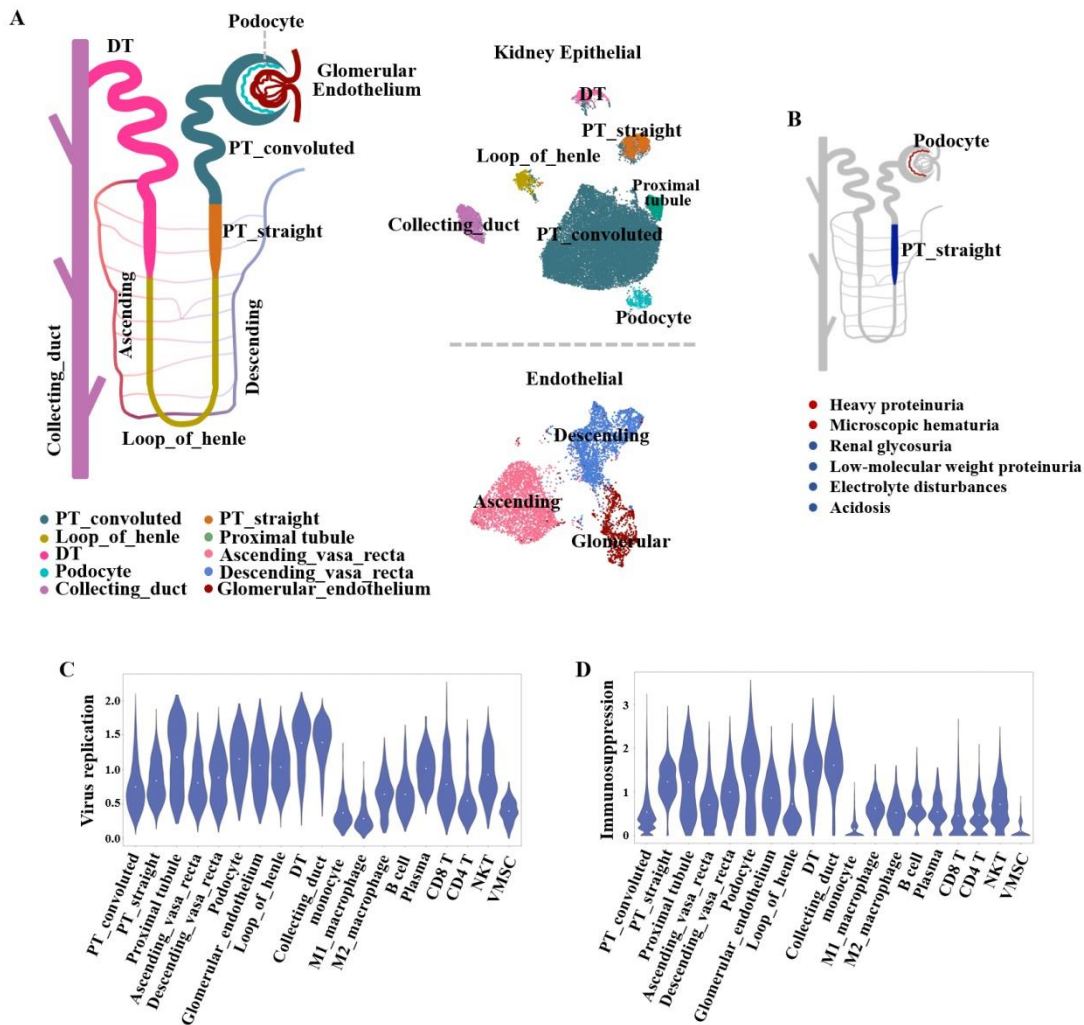 A
Podocyte
DT
Glomerular
Endothelium
PT_convoluted
PT_straight
Ascending
Descending
Collecting_duct
Loop_of_henle
PT_convoluted
Loop_of_henle
DT
Podocyte
Collecting_duct
PT_straight
Proximal tubule
Ascending_vasa_recta
Descending_vasa_recta
Glomerular_endothelium
Kidney Epithelial
DT
PT_straight
Loop_of_henle
Proximal
tubule
Collecting_duct
PT_convoluted
Podocyte
Endothelial
Descending
Ascending
Glomerular
B
Podocyte
PT_straight
Heavy proteinuria
Microscopic hematuria
Renal glycosuria
Low-molecular weight proteinuria
Electrolyte disturbances
Acidosis
C
Virus replication
2.0
1.5
1.0
0.5
0.0
PT_convoluted
PT_straight
Proximal tubule
Ascending_vasa_recta
Descending_vasa_recta
Podocyte
Glomerular_endothelium
Loop_of_henle
DT
Collecting_duct
monocyte
M1_macrophage
M2_macrophage
B cell
Plasma
CD8 T
CD4 T
NKT
VMSC
D
Immunosuppression
3
2
1
0
PT_convoluted
PT_straight
Proximal tubule
Ascending_vasa_recta
Descending_vasa_recta
Podocyte
Glomerular_endothelium
Loop_of_henle
DT
Collecting_duct
monocyte
M1_macrophage
M2_macrophage
B cell
Plasma
CD8 T
CD4 T
NKT
VMSC